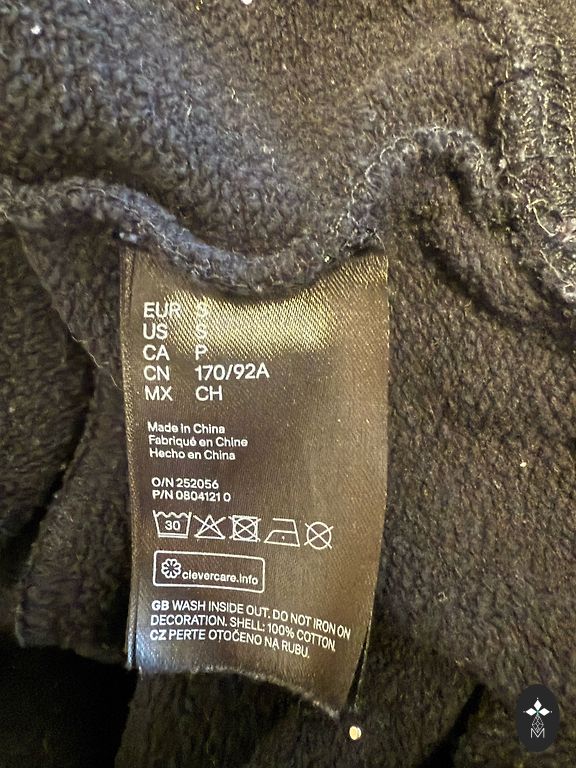 EUR S
US S
CA P
CN 170/92A
MX CH
Made in China
Fabriqué en Chine
Hecho en China
O/N 252056
P/N 0804121 0
30
clevercare.info
GB WASH INSIDE OUT. DO NOT IRON ON
DECORATION. SHELL: 100% COTTON.
CZ PERTE OTOČENO NA RUBU.
M